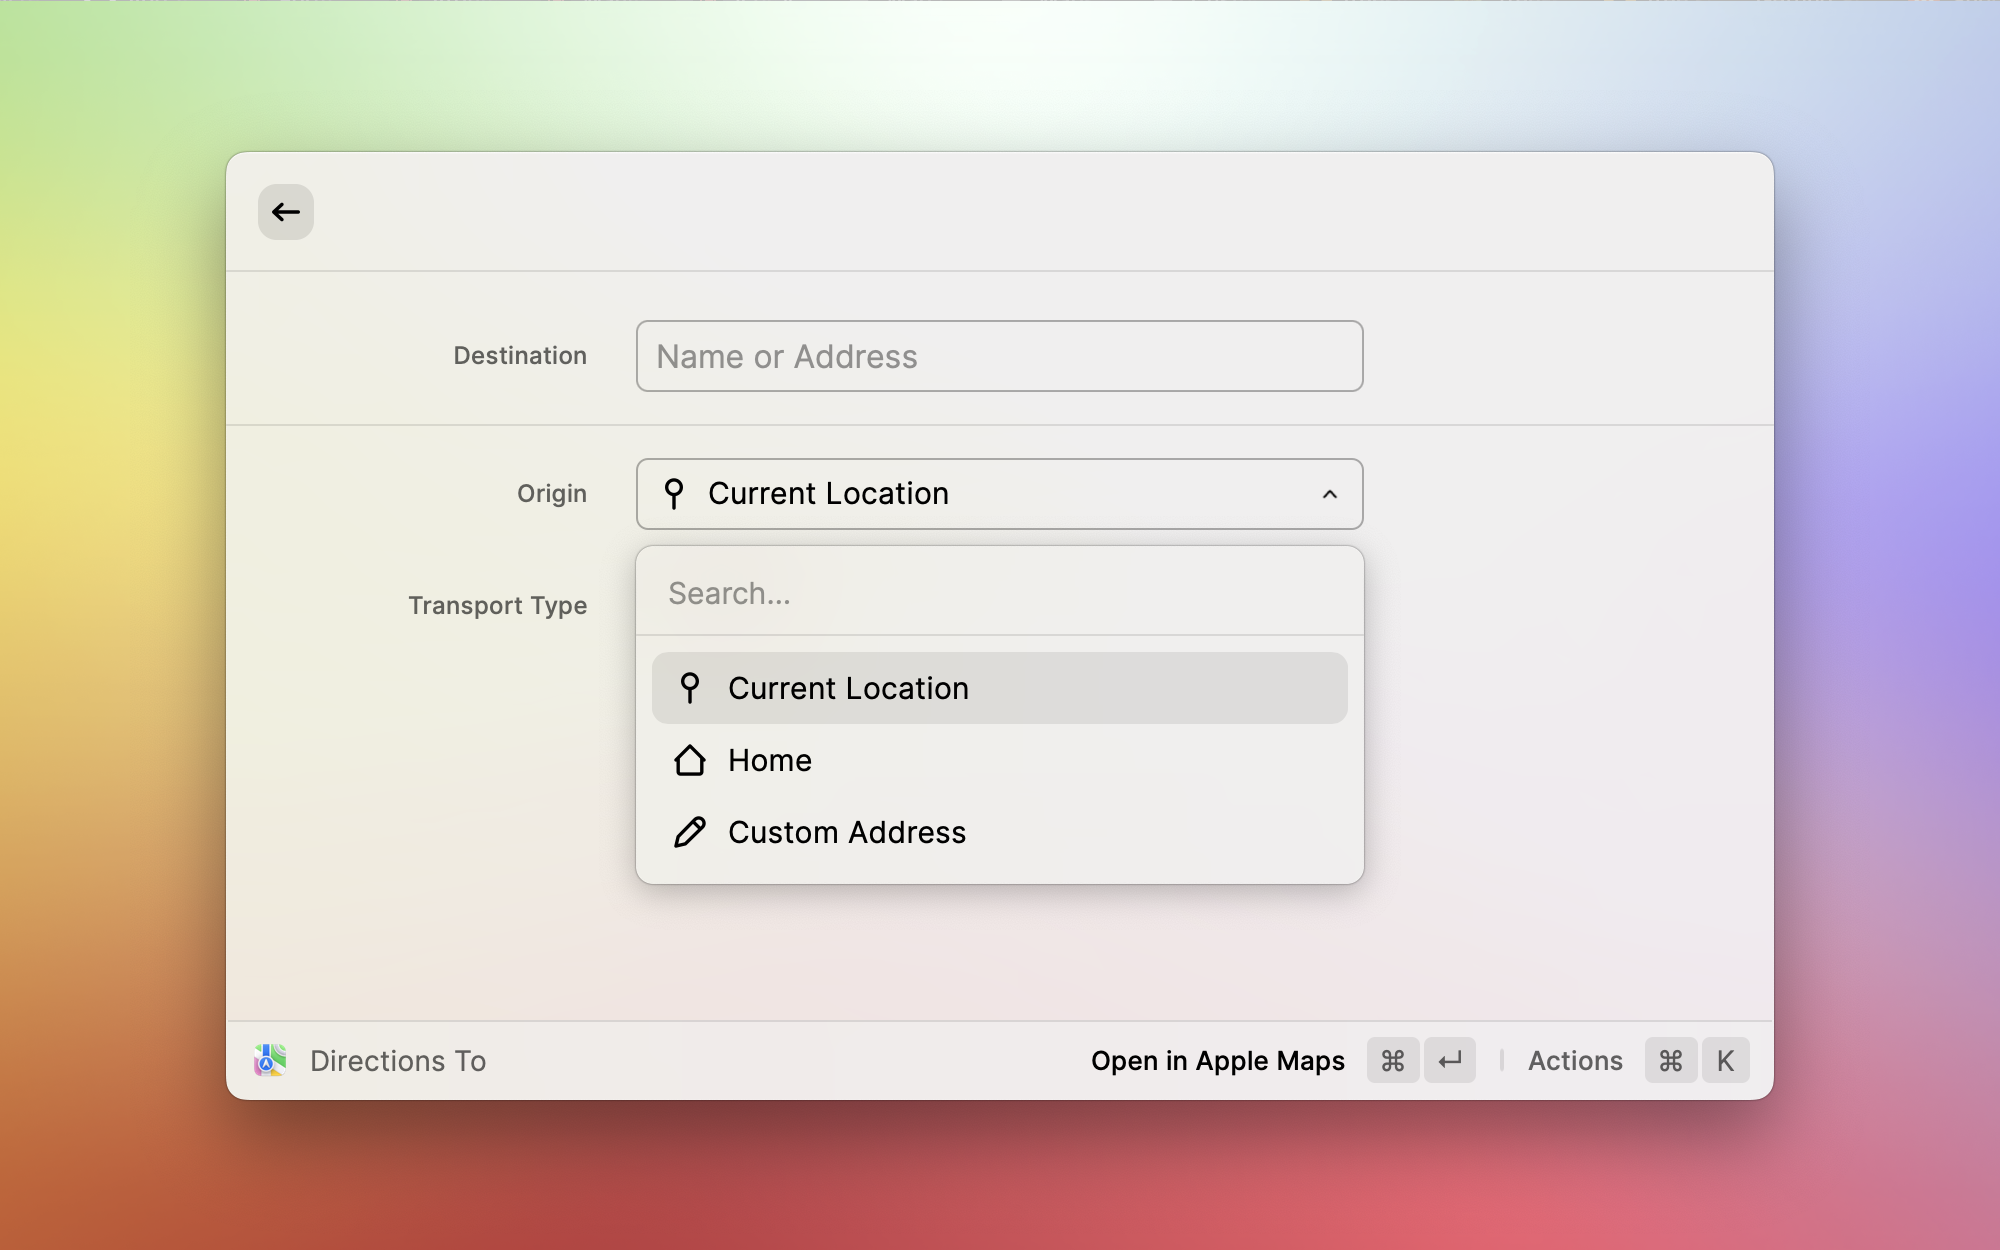 Destination
Name or Address
Origin
Current Location
Transport Type
Search...
Current Location
Home
Custom Address
Directions To
Open in Apple Maps ⌘ ↵ Actions ⌘ K